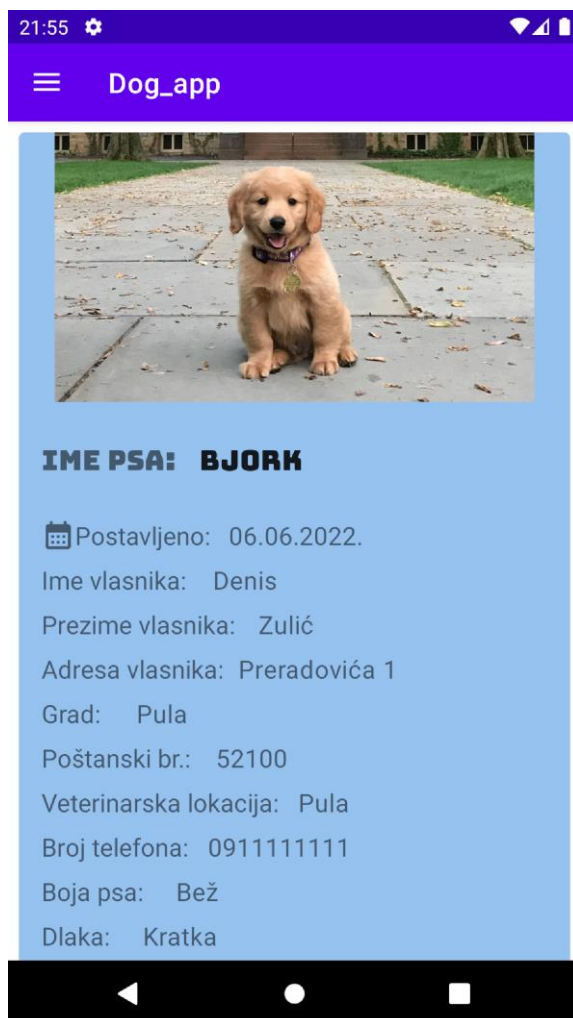 21:55
Dog_app
IME PSA: BJORK
Postavljeno: 06.06.2022.
Ime vlasnika: Denis
Prezime vlasnika: Zulić
Adresa vlasnika: Preradovića 1
Grad: Pula
Poštanski br.: 52100
Veterinarska lokacija: Pula
Broj telefona: 0911111111
Boja psa: Bež
Dlaka: Kratka